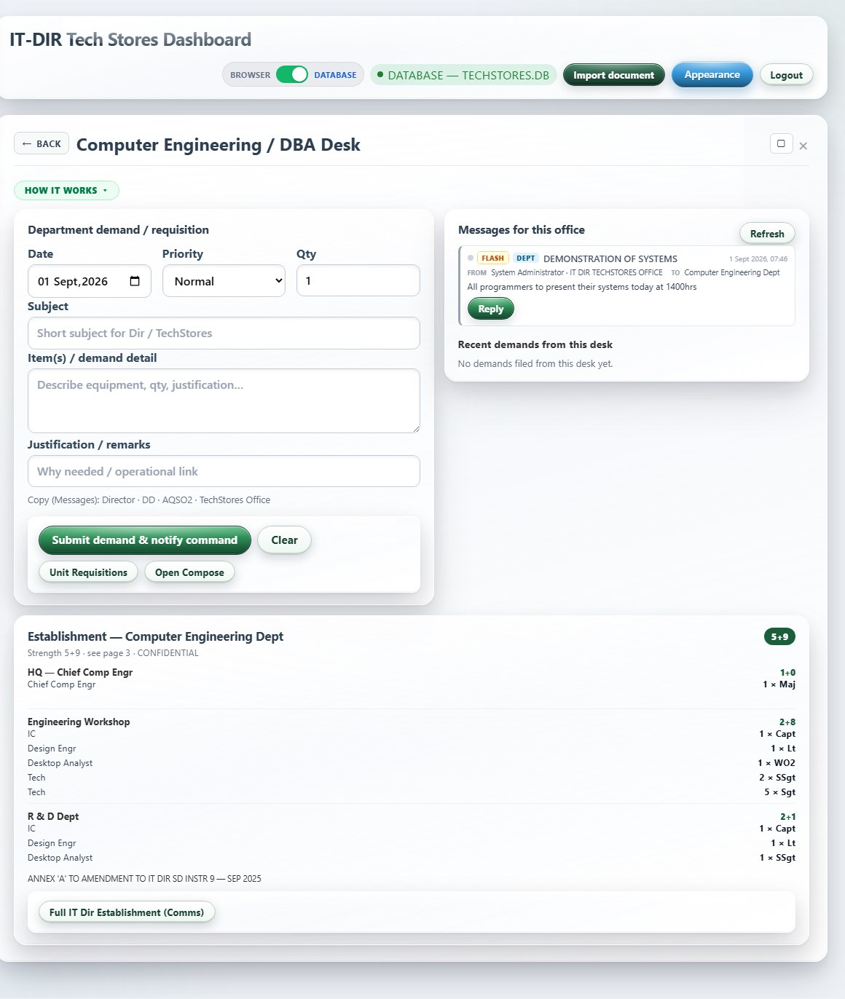 IT-DIR Tech Stores Dashboard
BROWSER DATABASE DATABASE — TECHSTORES.DB Import document Appearance Logout
← BACK Computer Engineering / DBA Desk ×
HOW IT WORKS
Department demand / requisition
Date Priority Qty
01 Sept,2026 Normal 1
Subject
Short subject for Dir / TechStores
Item(s) / demand detail
Describe equipment, qty, justification...
Justification / remarks
Why needed / operational link
Copy (Messages): Director · DD · AQSO2 · TechStores Office
Submit demand & notify command Clear
Unit Requisitions Open Compose
Messages for this office Refresh
FLASH DEPT DEMONSTRATION OF SYSTEMS 1 Sept 2026, 07:46
FROM System Administrator · IT DIR TECHSTORES OFFICE TO Computer Engineering Dept
All programmers to present their systems today at 1400hrs
Reply
Recent demands from this desk
No demands filed from this desk yet.
Establishment — Computer Engineering Dept 5+9
Strength 5+9 · see page 3 · CONFIDENTIAL
HQ — Chief Comp Engr 1+0
Chief Comp Engr 1 × Maj
Engineering Workshop 2+8
IC 1 × Capt
Design Engr 1 × Lt
Desktop Analyst 1 × WO2
Tech 2 × SSgt
Tech 5 × Sgt
R & D Dept 2+1
IC 1 × Capt
Design Engr 1 × Lt
Desktop Analyst 1 × SSgt
ANNEX 'A' TO AMENDMENT TO IT DIR SD INSTR 9 — SEP 2025
Full IT Dir Establishment (Comms)